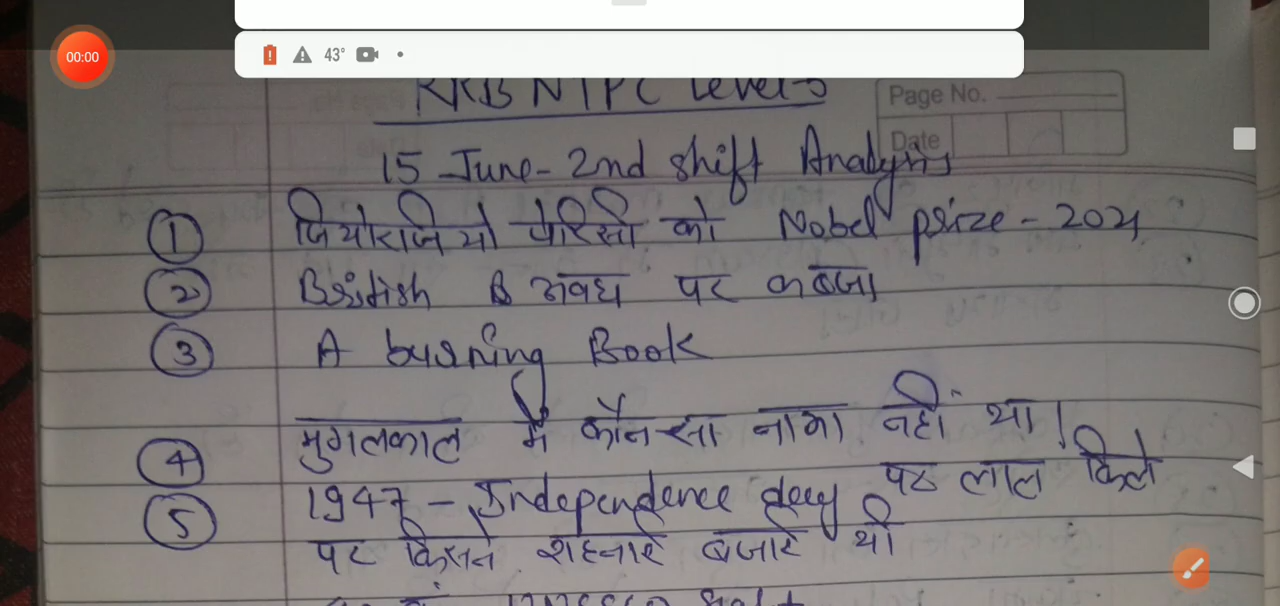 00:00
43°
RRB NTPC Level-5
Page No.
Date
15 June - 2nd shift Analysis
① जियोराजियो पेरिसी को Nobel prize - 2021
② British B अवध पर कब्जा
③ A burning Book
④ मुगलकाल में कौन सा नामा नहीं था।
⑤ 1947 - Independence day पर लाल किले
पर किसने शहनाई बजाई थी